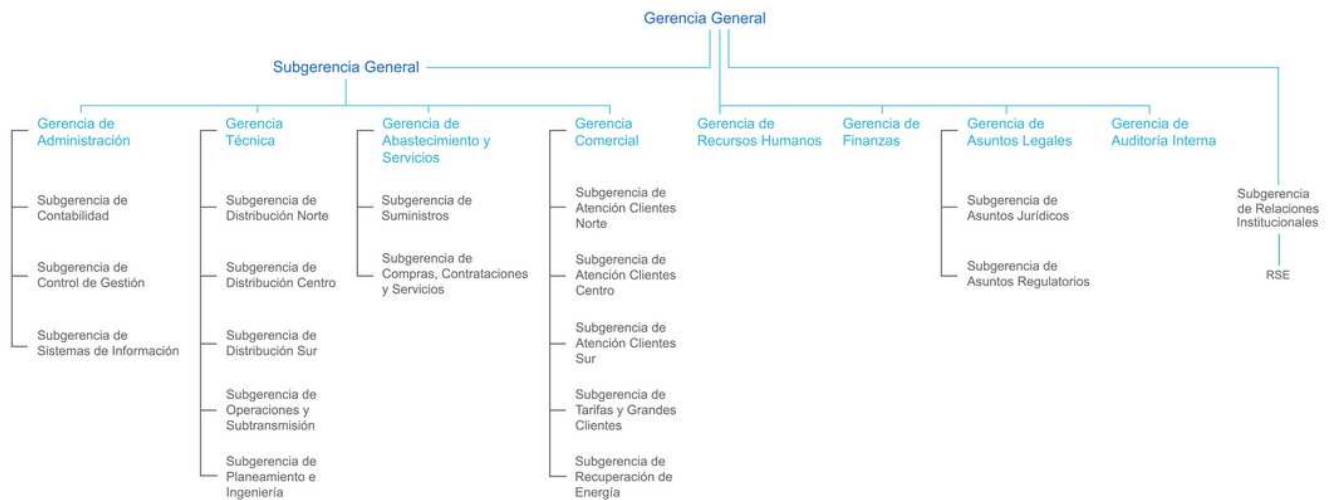 Gerencia General
Subgerencia General
Gerencia de
Administración
Subgerencia de
Contabilidad
Subgerencia de
Control de Gestión
Subgerencia de
Sistemas de Información
Gerencia
Técnica
Subgerencia de
Distribución Norte
Subgerencia de
Distribución Centro
Subgerencia de
Distribución Sur
Subgerencia de
Operaciones y
Subtransmisión
Subgerencia de
Planeamiento e
Ingeniería
Gerencia de
Abastecimiento y
Servicios
Subgerencia de
Suministros
Subgerencia de
Compras, Contrataciones
y Servicios
Gerencia
Comercial
Subgerencia de
Atención Clientes
Norte
Subgerencia de
Atención Clientes
Centro
Subgerencia de
Atención Clientes
Sur
Subgerencia de
Tarifas y Grandes
Clientes
Subgerencia de
Recuperación de
Energía
Gerencia de
Recursos Humanos
Gerencia de
Finanzas
Gerencia de
Asuntos Legales
Subgerencia de
Asuntos Jurídicos
Subgerencia de
Asuntos Regulatorios
Gerencia de
Auditoría Interna
Subgerencia
de Relaciones
Institucionales
RSE